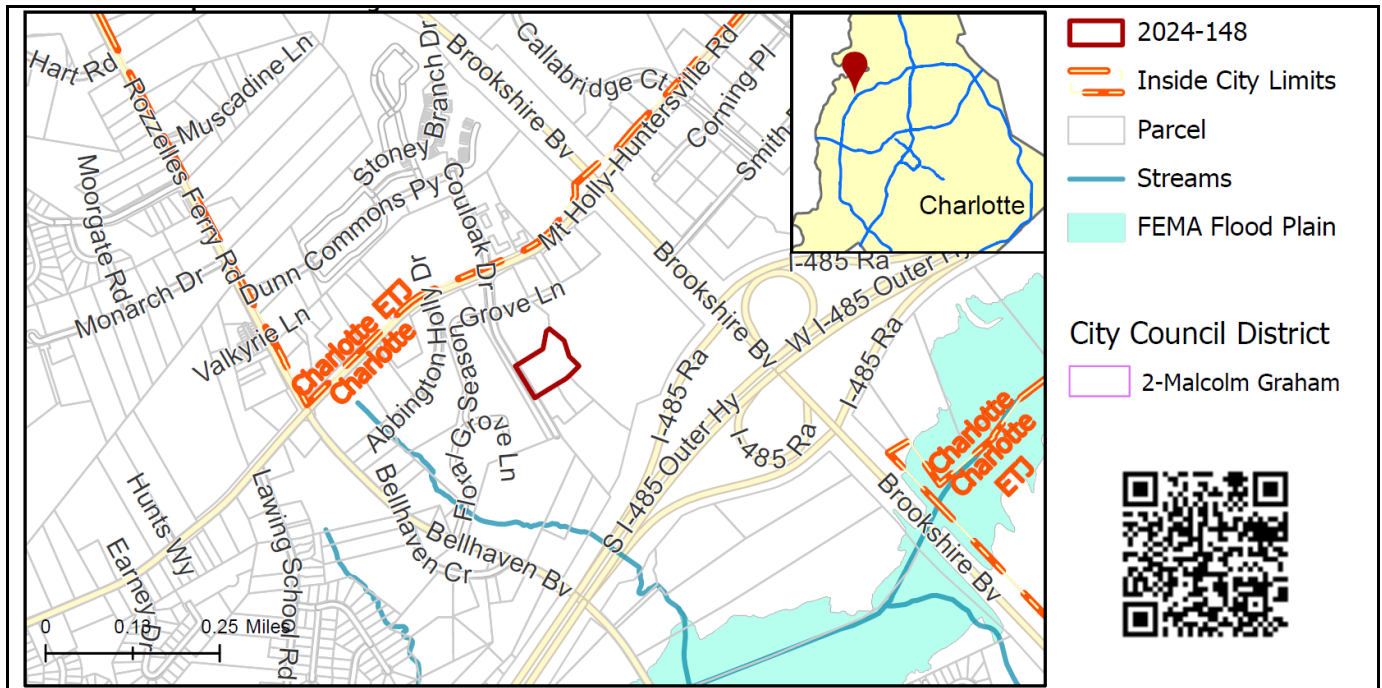 Hart Rd
Rozzelles Ferry Rd
Muscadine Ln
Moorgate Rd
Monarch Dr
Valkyrie Ln
Dunn Commons Py
Stoney Branch Dr
Couloak Dr
Brookshire Bv
Callabridge Ct
Mt Holly-Huntersville Rd
Corning Pl
Charlotte ETJ
Charlotte
Abbington Holly Dr
Grove Ln
Floral Grove Ln
Season
Brookshire Bv
I-485 Ra
W I-485 Outer Hy
I-485 Ra
I-485 Ra
I-485 Ra
S I-485 Outer Hy
Charlotte
Charlotte
ETJ
Brookshire Bv
Bellhaven Cr
Bellhaven Bv
Hunts Wy
Earney Dr
Lawing School Rd
0 0.13 0.25 Miles
Charlotte
2024-148
Inside City Limits
Parcel
Streams
FEMA Flood Plain
City Council District
2-Malcolm Graham